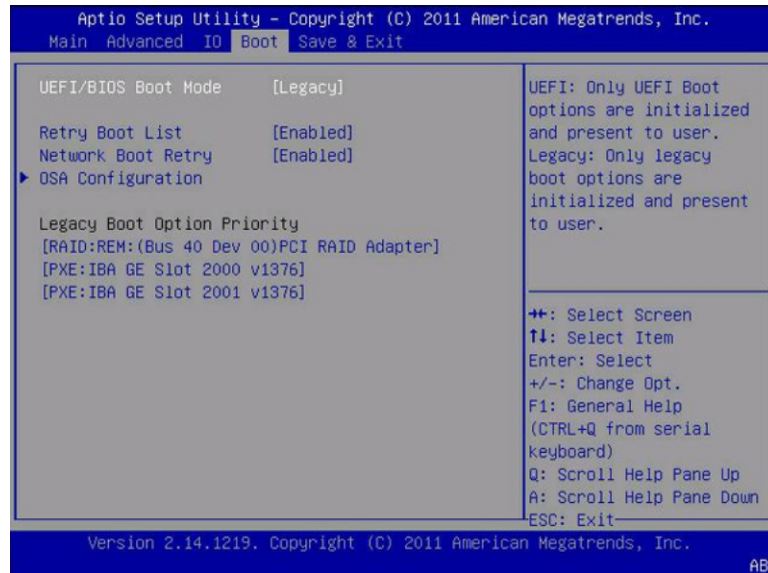 Aptio Setup Utility – Copyright (C) 2011 American Megatrends, Inc.
Main Advanced IO Boot Save & Exit
UEFI/BIOS Boot Mode [Legacy]
Retry Boot List [Enabled]
Network Boot Retry [Enabled]
▶ OSA Configuration
Legacy Boot Option Priority
[RAID:REM:(Bus 40 Dev 00)PCI RAID Adapter]
[PXE:IBA GE Slot 2000 v1376]
[PXE:IBA GE Slot 2001 v1376]
UEFI: Only UEFI Boot
options are initialized
and present to user.
Legacy: Only legacy
boot options are
initialized and present
to user.
→←: Select Screen
↑↓: Select Item
Enter: Select
+/-: Change Opt.
F1: General Help
(CTRL+Q from serial
keyboard)
Q: Scroll Help Pane Up
A: Scroll Help Pane Down
ESC: Exit
Version 2.14.1219. Copyright (C) 2011 American Megatrends, Inc.
AB